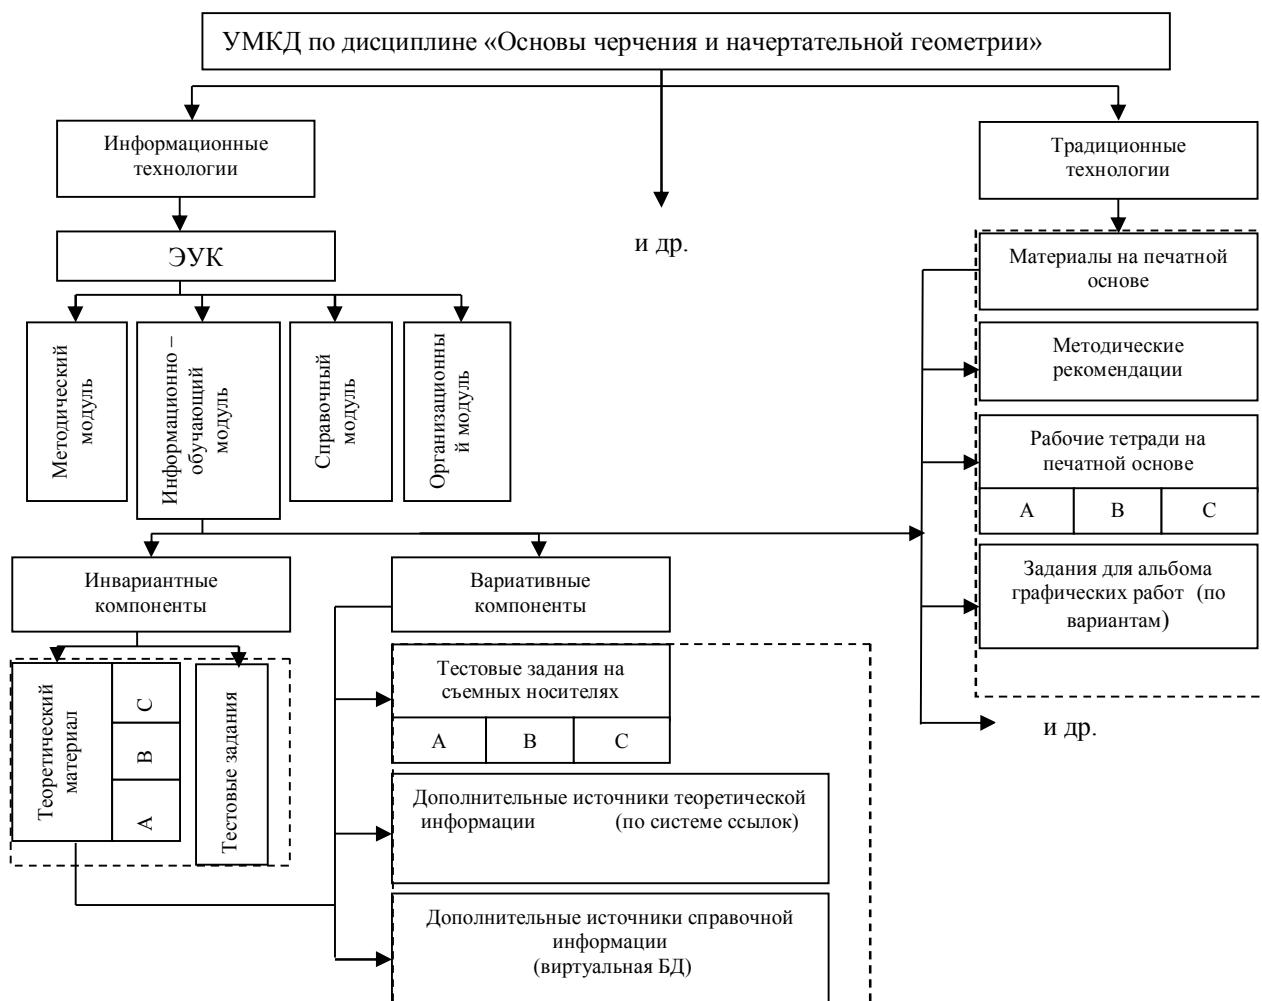 УМКД по дисциплине «Основы черчения и начертательной геометрии»
Информационные
технологии
Традиционные
технологии
и др.
ЭУК
Материалы на печатной
основе
Методический
модуль
Информационно –
обучающий
модуль
Справочный
модуль
Организационны
й модуль
Методические
рекомендации
Рабочие тетради на
печатной основе
А
В
С
Задания для альбома
графических работ (по
вариантам)
и др.
Инвариантные
компоненты
Вариативные
компоненты
Теоретический
материал
А
В
С
Тестовые задания
Тестовые задания на
съемных носителях
А
В
С
Дополнительные источники теоретической
информации (по системе ссылок)
Дополнительные источники справочной
информации
(виртуальная БД)